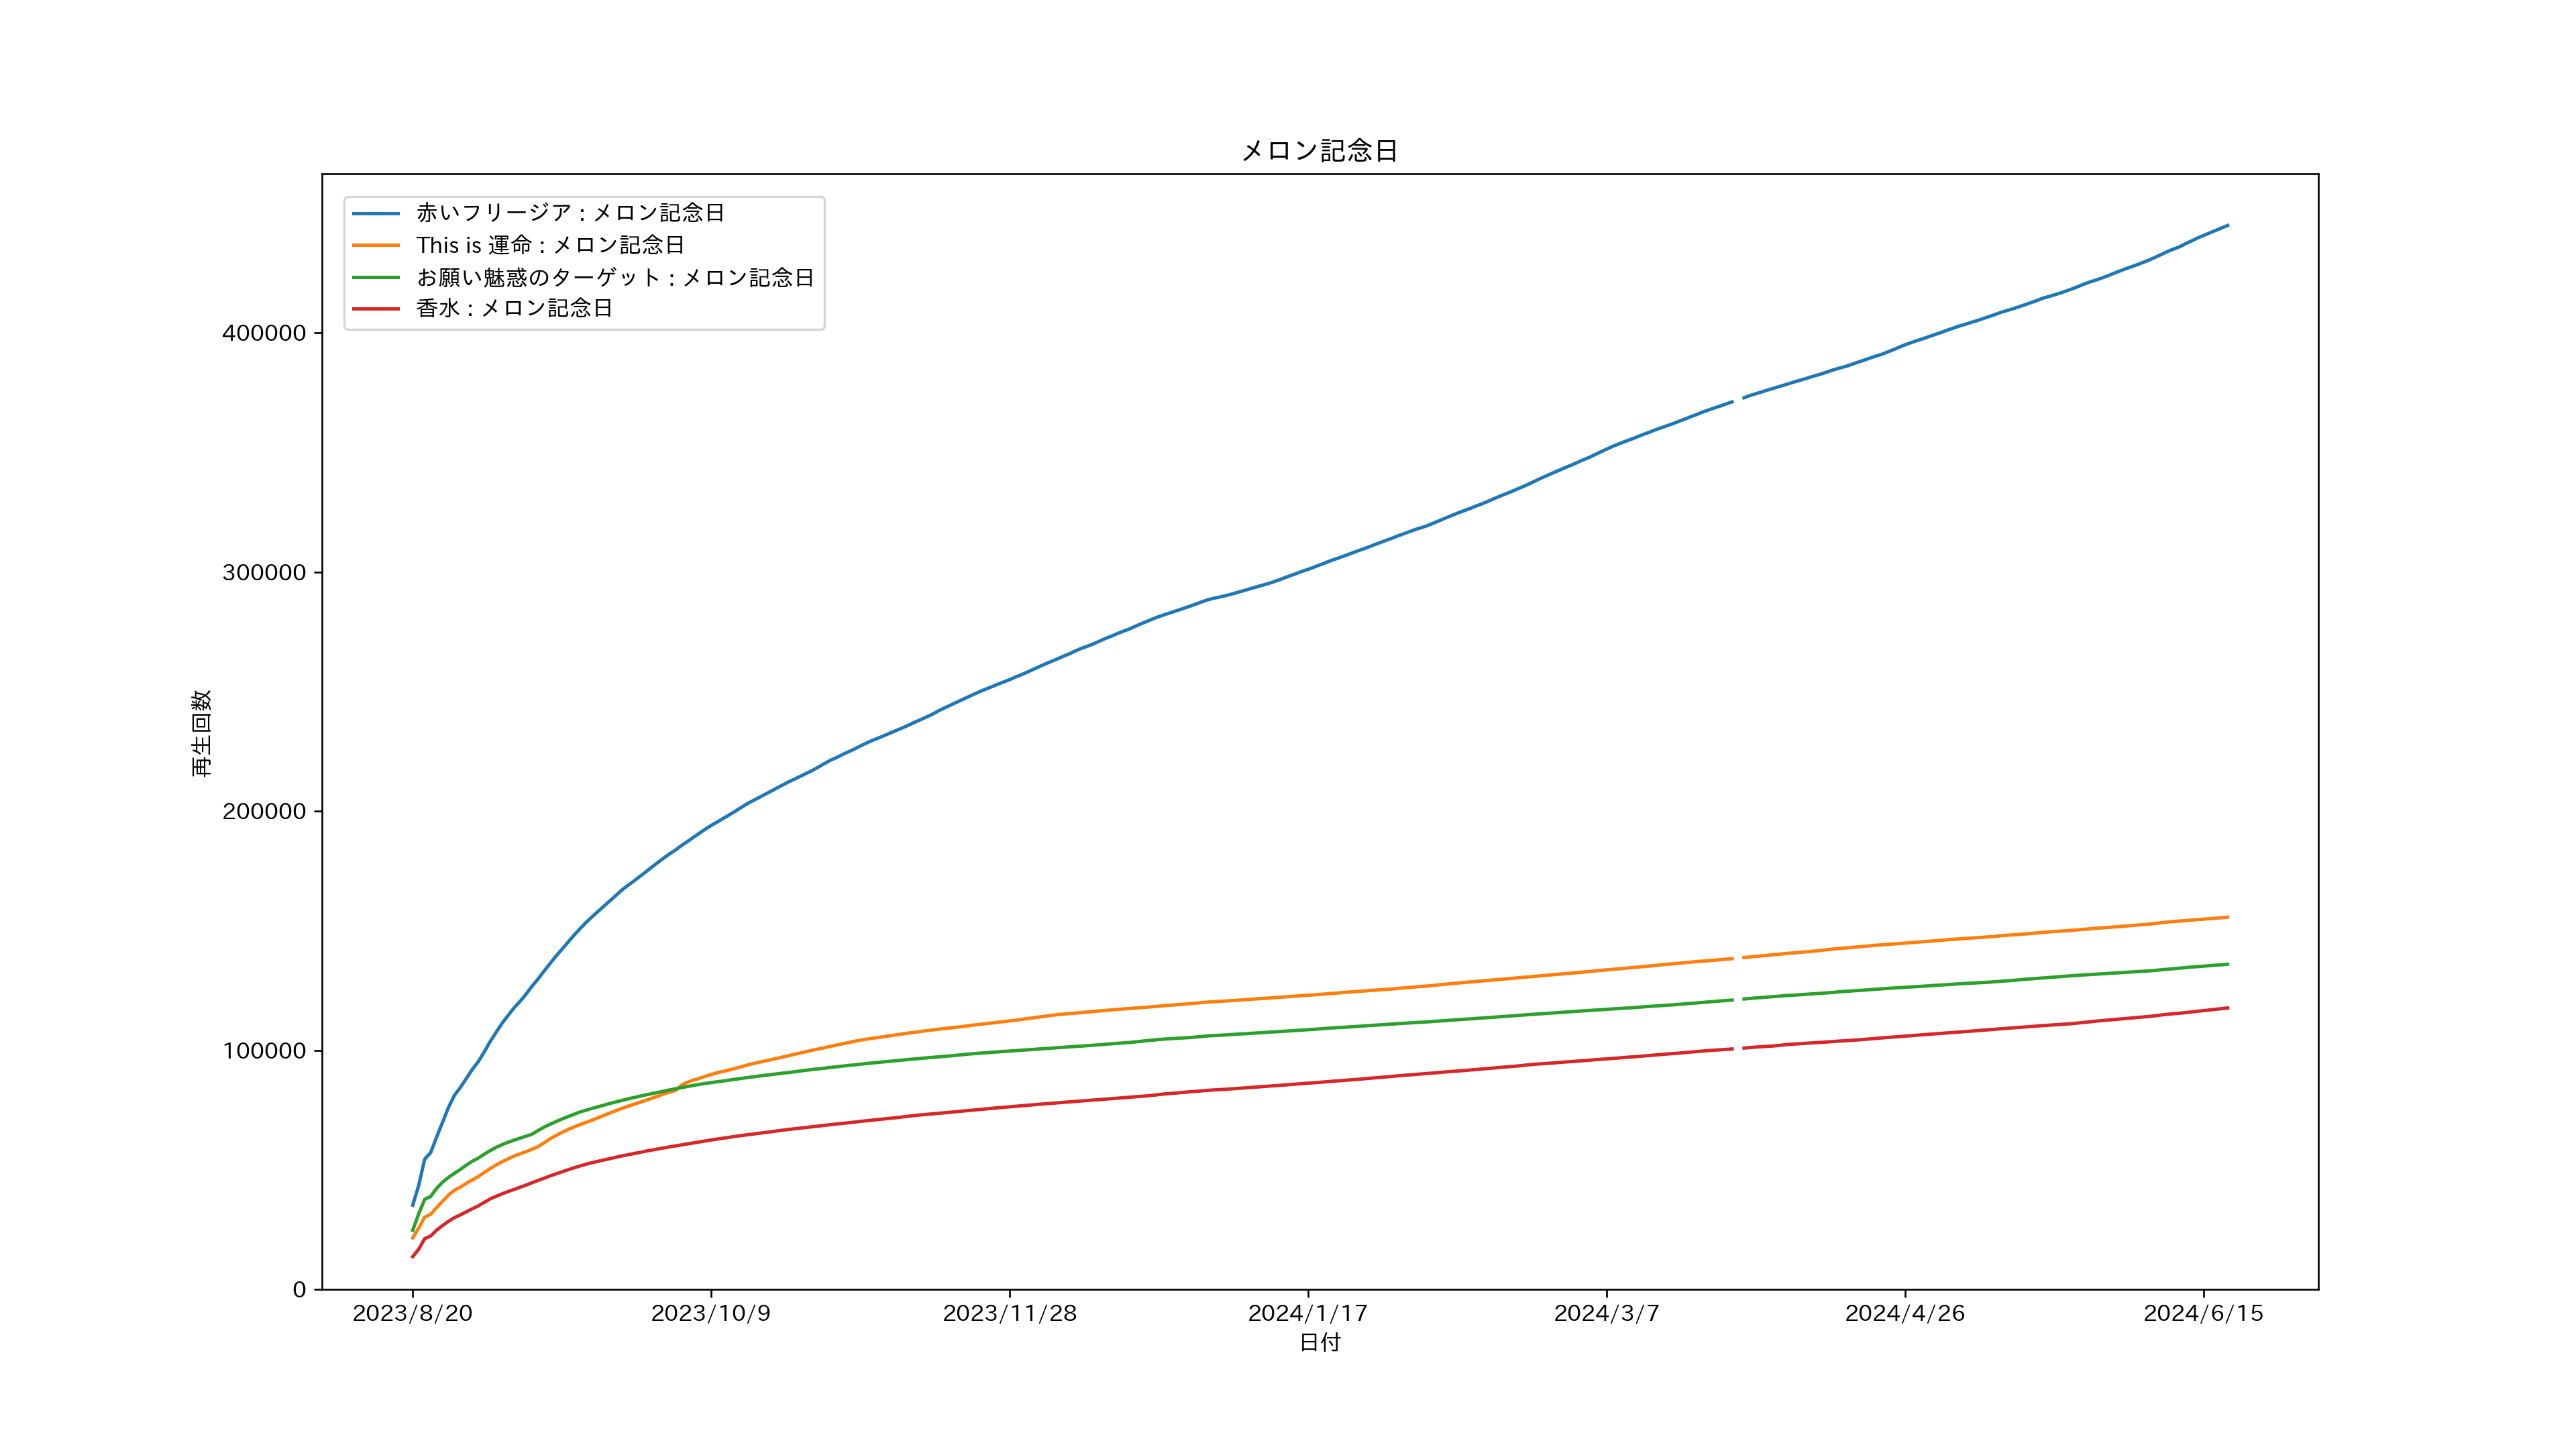 メロン記念日
赤いフリージア : メロン記念日
This is 運命 : メロン記念日
お願い魅惑のターゲット : メロン記念日
香水 : メロン記念日
400000
300000
200000
100000
0
再生回数
2023/8/20 2023/10/9 2023/11/28 2024/1/17 2024/3/7 2024/4/26 2024/6/15
日付